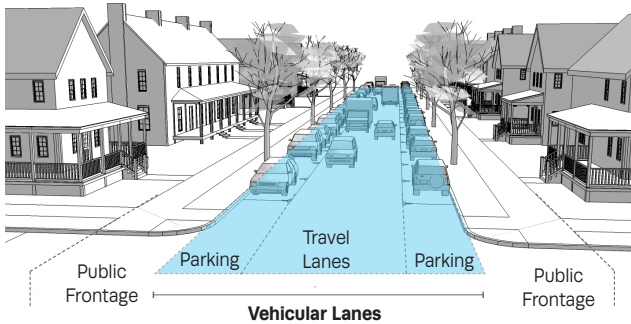 Parking
Travel
Lanes
Parking
Public
Frontage
Public
Frontage
Vehicular Lanes